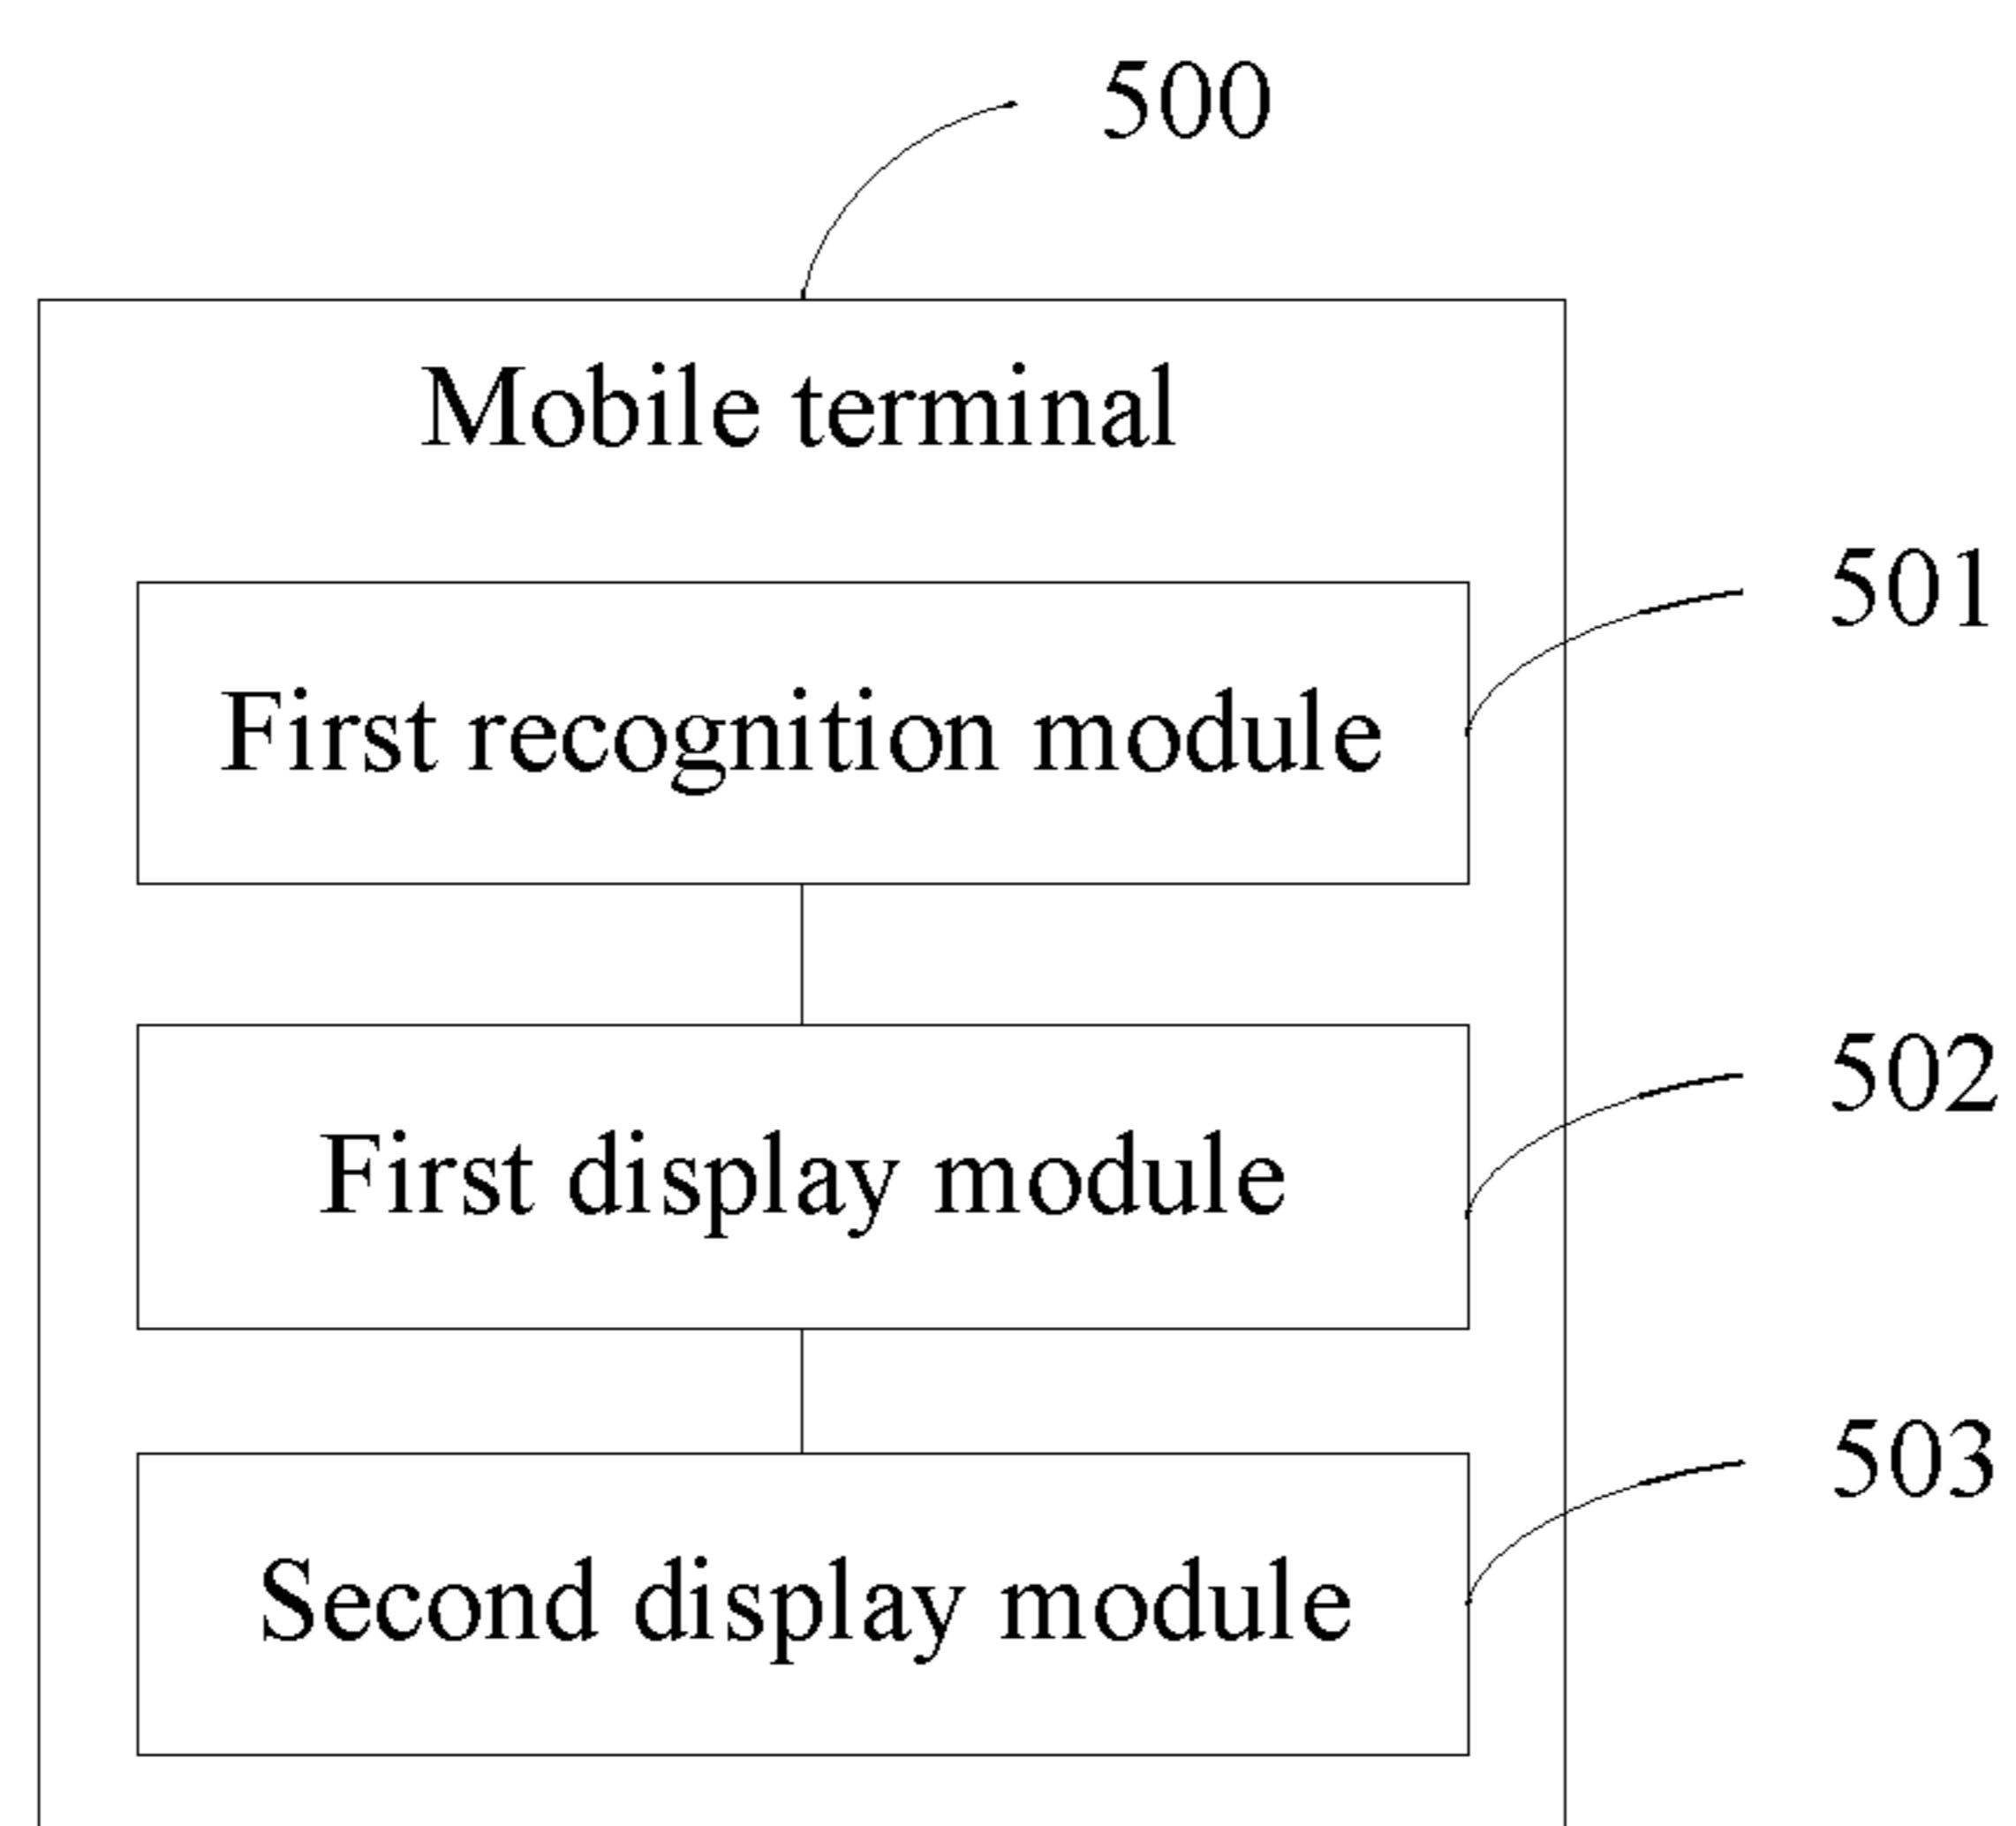 500
Mobile terminal
501
First recognition module
502
First display module
503
Second display module